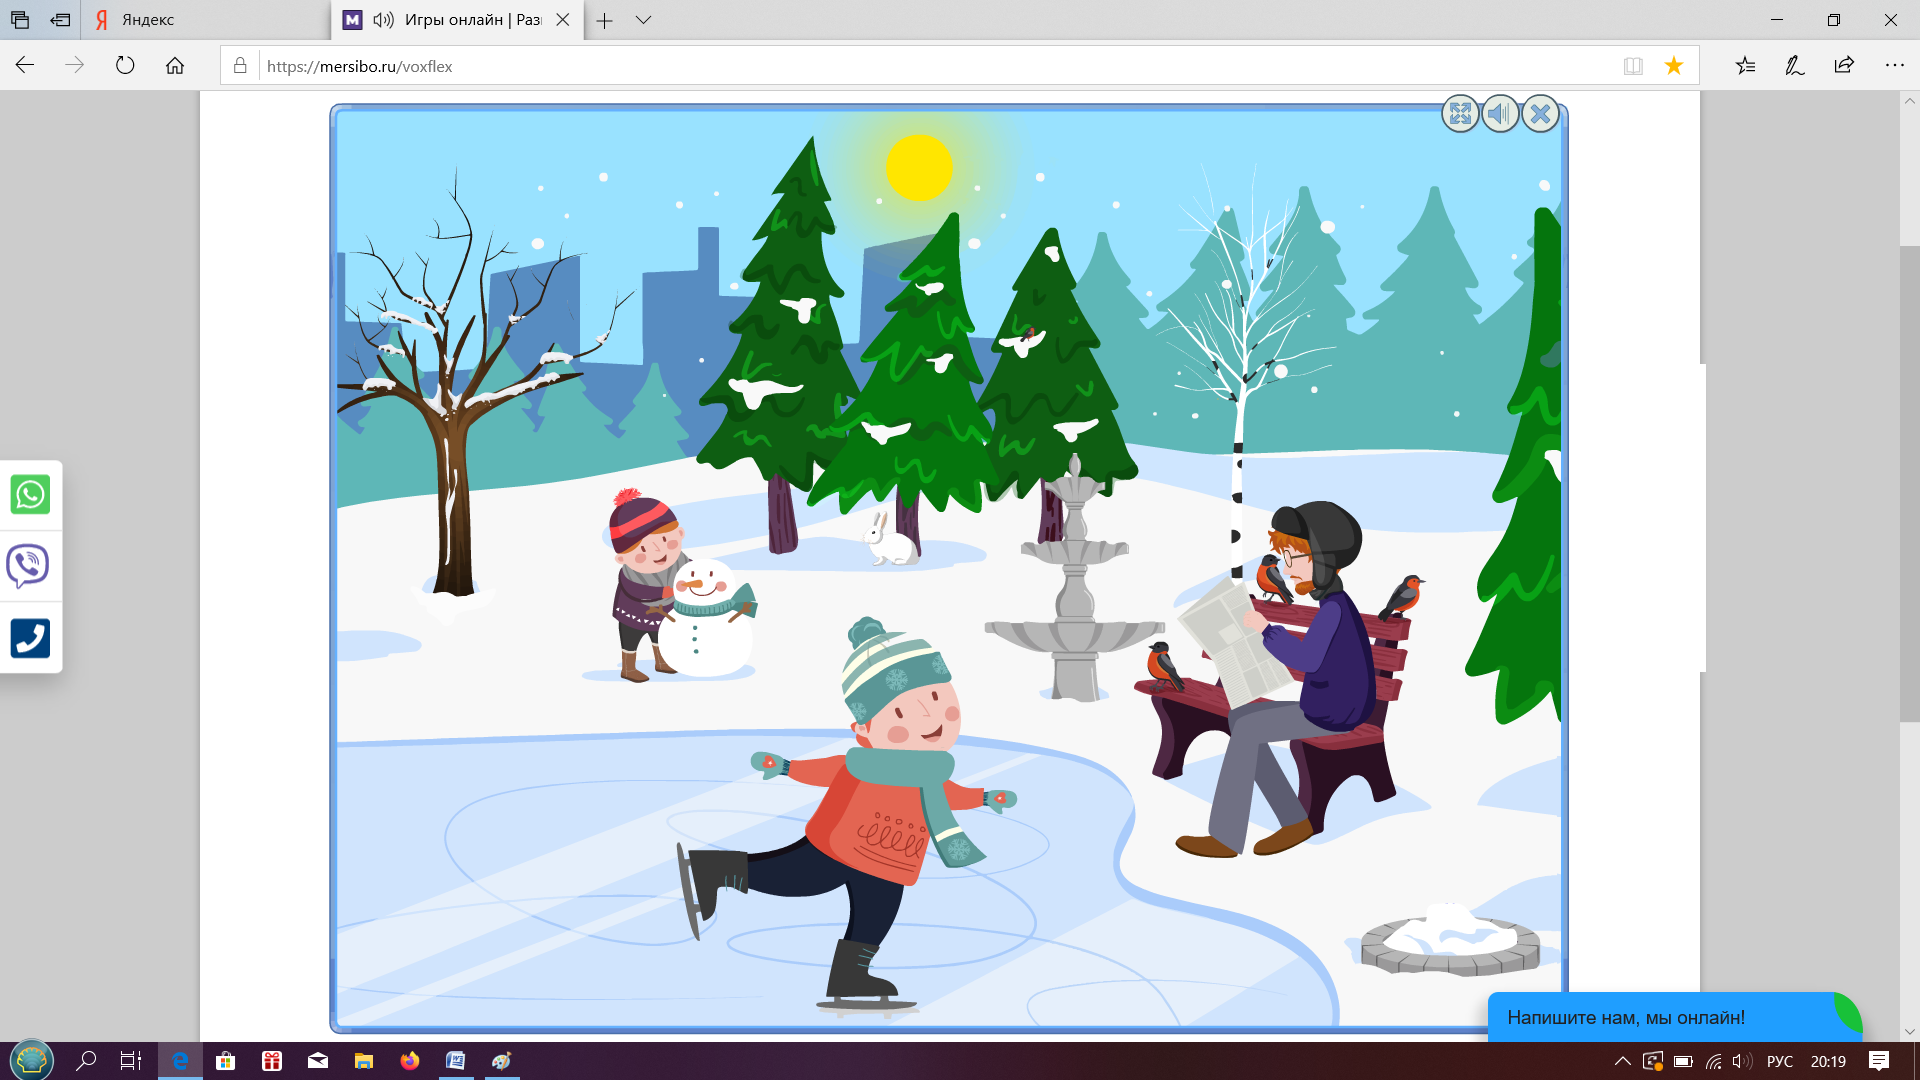 Яндекс
Игры онлайн | Раз
https://mersibo.ru/voxflex
Напишите нам, мы онлайн!
РУС
20:19